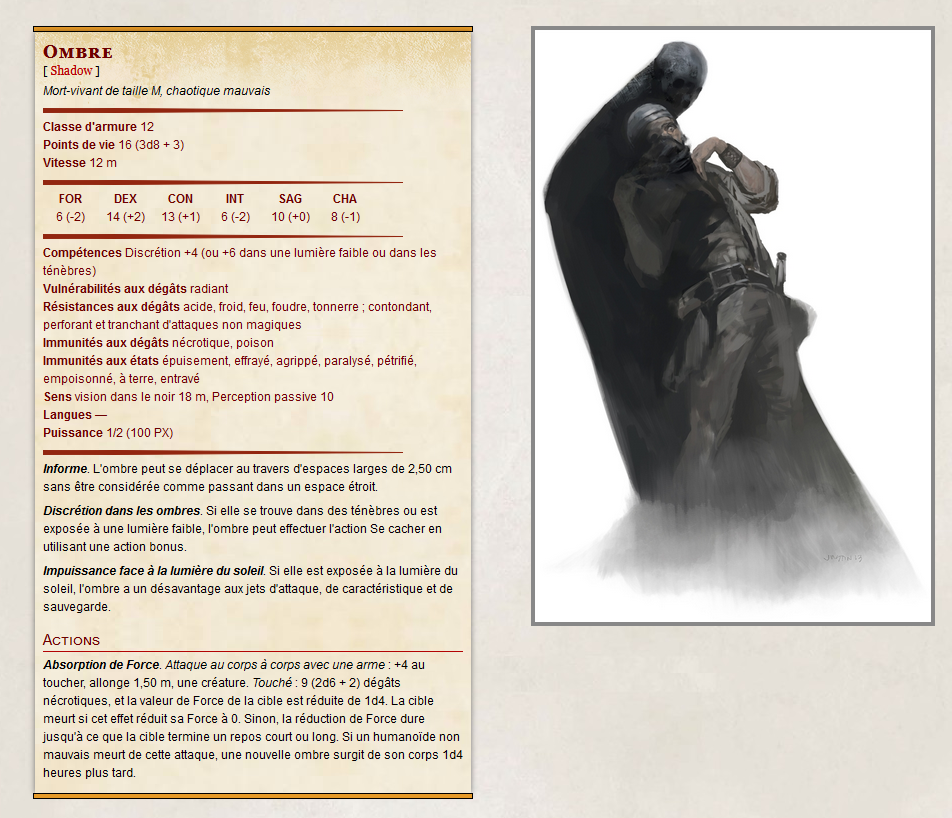 Ombre
[ Shadow ]
Mort-vivant de taille M, chaotique mauvais
Classe d'armure 12
Points de vie 16 (3d8 + 3)
Vitesse 12 m
FOR DEX CON INT SAG CHA
6 (-2) 14 (+2) 13 (+1) 6 (-2) 10 (+0) 8 (-1)
Compétences Discrétion +4 (ou +6 dans une lumière faible ou dans les
ténèbres)
Vulnérabilités aux dégâts radiant
Résistances aux dégâts acide, froid, feu, foudre, tonnerre ; contondant,
perforant et tranchant d'attaques non magiques
Immunités aux dégâts nécrotique, poison
Immunités aux états épuisement, effrayé, agrippé, paralysé, pétrifié,
empoisonné, à terre, entravé
Sens vision dans le noir 18 m, Perception passive 10
Langues —
Puissance 1/2 (100 PX)
Informe. L'ombre peut se déplacer au travers d'espaces larges de 2,50 cm
sans être considérée comme passant dans un espace étroit.
Discrétion dans les ombres. Si elle se trouve dans des ténèbres ou est
exposée à une lumière faible, l'ombre peut effectuer l'action Se cacher en
utilisant une action bonus.
Impuissance face à la lumière du soleil. Si elle est exposée à la lumière du
soleil, l'ombre a un désavantage aux jets d'attaque, de caractéristique et de
sauvegarde.
Actions
Absorption de Force. Attaque au corps à corps avec une arme : +4 au
toucher, allonge 1,50 m, une créature. Touché : 9 (2d6 + 2) dégâts
nécrotiques, et la valeur de Force de la cible est réduite de 1d4. La cible
meurt si cet effet réduit sa Force à 0. Sinon, la réduction de Force dure
jusqu'à ce que la cible termine un repos court ou long. Si un humanoïde non
mauvais meurt de cette attaque, une nouvelle ombre surgit de son corps 1d4
heures plus tard.